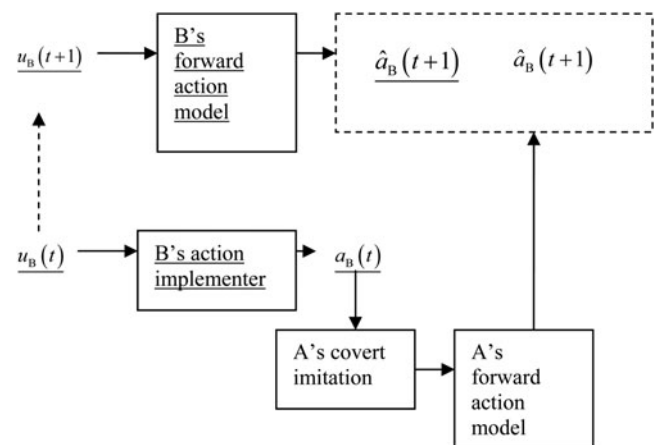 u_B(t+1)
B's
forward
action
model
â_B(t+1) â_B(t+1)
u_B(t)
B's action
implementer
a_B(t)
A's covert
imitation
A's
forward
action
model